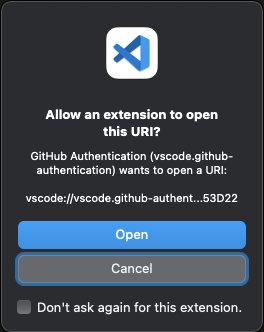 Allow an extension to open
this URI?
GitHub Authentication (vscode.github-
authentication) wants to open a URI:
vscode://vscode.github-authent...53D22
Open
Cancel
Don't ask again for this extension.